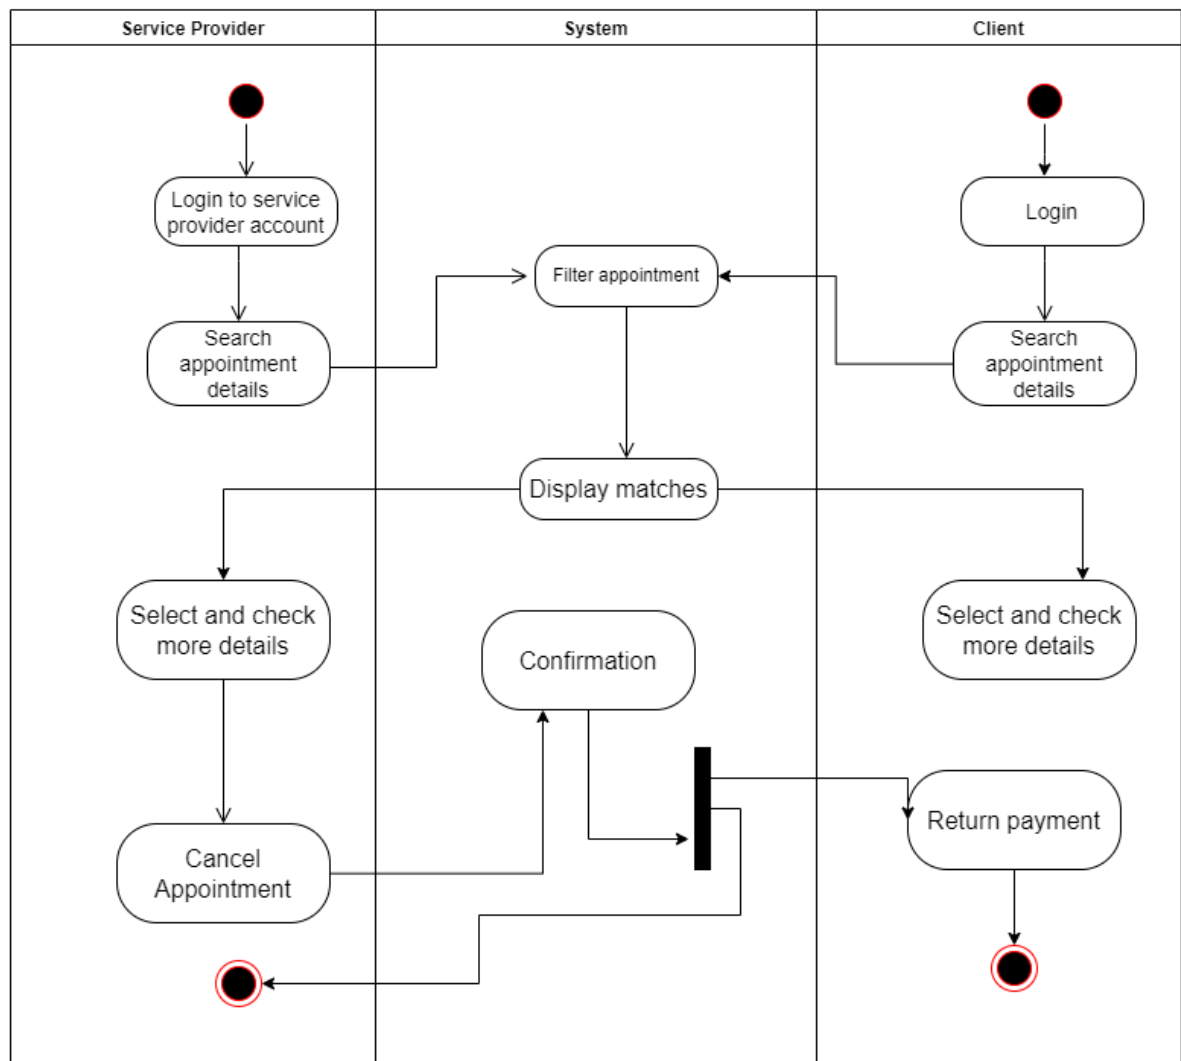 Service Provider
System
Client
Login to service
provider account
Login
Filter appointment
Search
appointment
details
Search
appointment
details
Display matches
Select and check
more details
Confirmation
Select and check
more details
Return payment
Cancel
Appointment